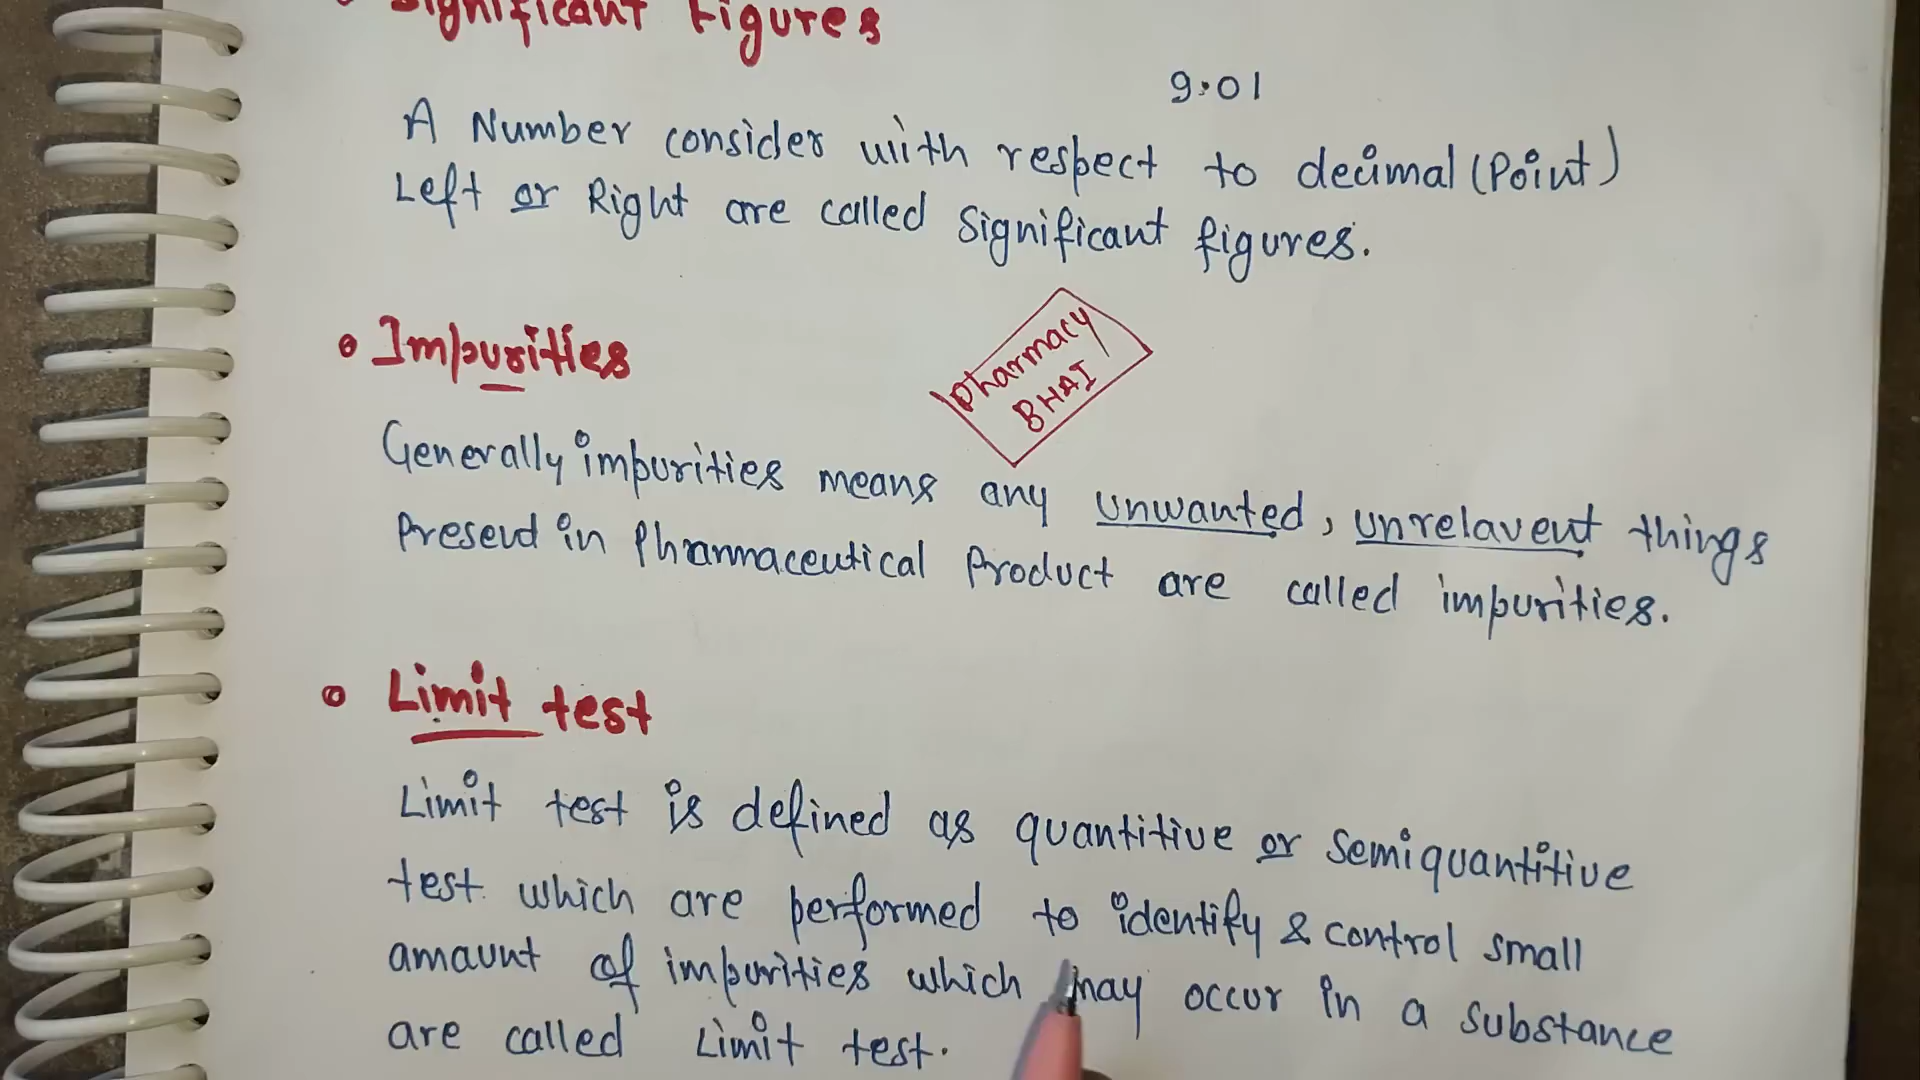 Significant Figures
9.01
A Number consider with respect to decimal (Point)
Left or Right are called Significant figures.
Impurities
Pharmacy
BHAI
Generally impurities means any unwanted, unrelavent things
Present in Pharmaceutical Product are called impurities.
Limit test
Limit test is defined as quantitive or semiquantitive
test which are performed to identify & control small
amaunt of impurities which may occur in a substance
are called Limit test.